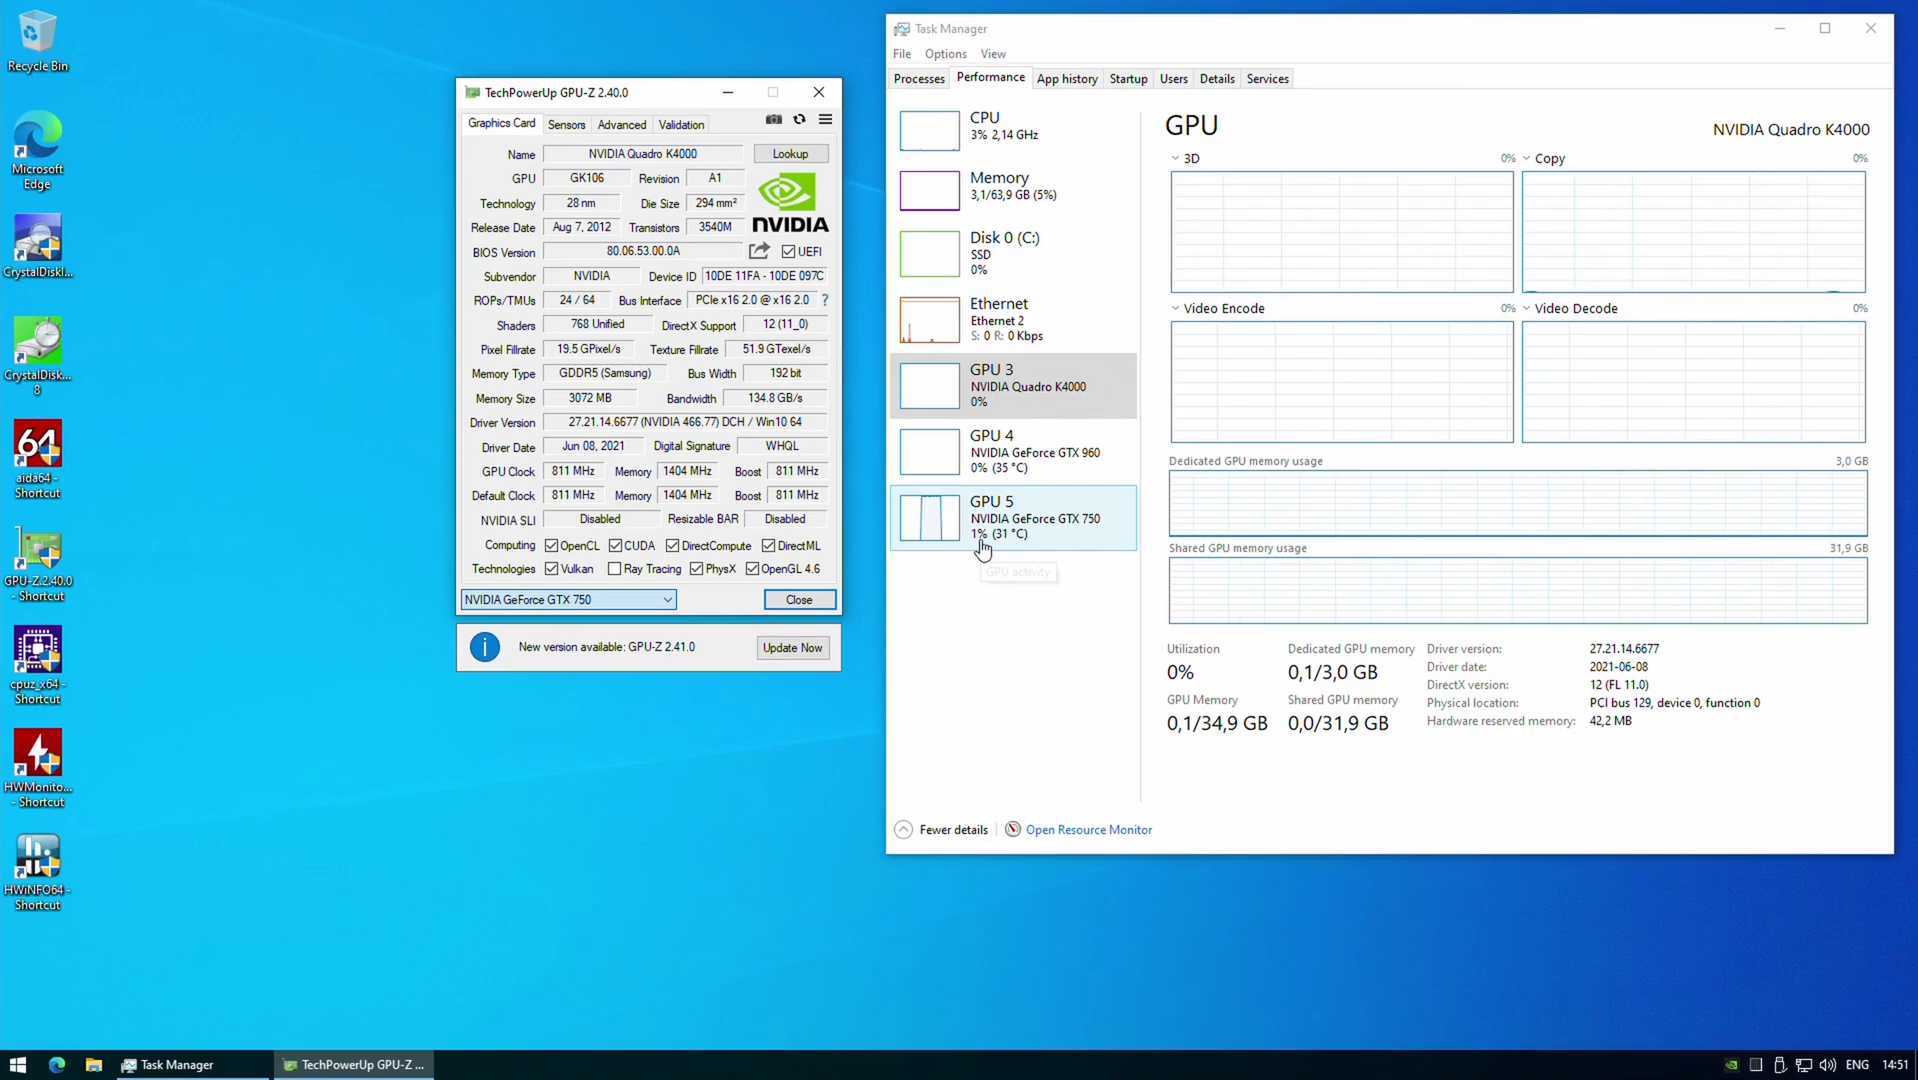 Recycle Bin
Microsoft
Edge
CrystalDiskI...
CrystalDisk...
8
64
aida64 -
Shortcut
GPU-Z.2.40.0
- Shortcut
cpuz_x64 -
Shortcut
HWMonito...
- Shortcut
HWiNFO64 -
Shortcut
TechPowerUp GPU-Z 2.40.0
Graphics Card Sensors Advanced Validation
Name NVIDIA Quadro K4000 Lookup
GPU GK106 Revision A1
Technology 28 nm Die Size 294 mm²
NVIDIA
Release Date Aug 7, 2012 Transistors 3540M
BIOS Version 80.06.53.00.0A UEFI
Subvendor NVIDIA Device ID 10DE 11FA - 10DE 097C
ROPs/TMUs 24 / 64 Bus Interface PCIe x16 2.0 @ x16 2.0 ?
Shaders 768 Unified DirectX Support 12 (11_0)
Pixel Fillrate 19.5 GPixel/s Texture Fillrate 51.9 GTexel/s
Memory Type GDDR5 (Samsung) Bus Width 192 bit
Memory Size 3072 MB Bandwidth 134.8 GB/s
Driver Version 27.21.14.6677 (NVIDIA 466.77) DCH / Win10 64
Driver Date Jun 08, 2021 Digital Signature WHQL
GPU Clock 811 MHz Memory 1404 MHz Boost 811 MHz
Default Clock 811 MHz Memory 1404 MHz Boost 811 MHz
NVIDIA SLI Disabled Resizable BAR Disabled
Computing OpenCL CUDA DirectCompute DirectML
Technologies Vulkan Ray Tracing PhysX OpenGL 4.6
NVIDIA GeForce GTX 750 Close
New version available: GPU-Z 2.41.0 Update Now
Task Manager
File Options View
Processes Performance App history Startup Users Details Services
CPU
3% 2,14 GHz
Memory
3,1/63,9 GB (5%)
Disk 0 (C:)
SSD
0%
Ethernet
Ethernet 2
S: 0 R: 0 Kbps
GPU 3
NVIDIA Quadro K4000
0%
GPU 4
NVIDIA GeForce GTX 960
0% (35 °C)
GPU 5
NVIDIA GeForce GTX 750
1% (31 °C)
GPU activity
GPU NVIDIA Quadro K4000
3D 0% Copy 0%
Video Encode 0% Video Decode 0%
Dedicated GPU memory usage 3,0 GB
Shared GPU memory usage 31,9 GB
Utilization
0%
Dedicated GPU memory
0,1/3,0 GB
GPU Memory
0,1/34,9 GB
Shared GPU memory
0,0/31,9 GB
Driver version: 27.21.14.6677
Driver date: 2021-06-08
DirectX version: 12 (FL 11.0)
Physical location: PCI bus 129, device 0, function 0
Hardware reserved memory: 42,2 MB
Fewer details Open Resource Monitor
Task Manager TechPowerUp GPU-Z ... ENG 14:51